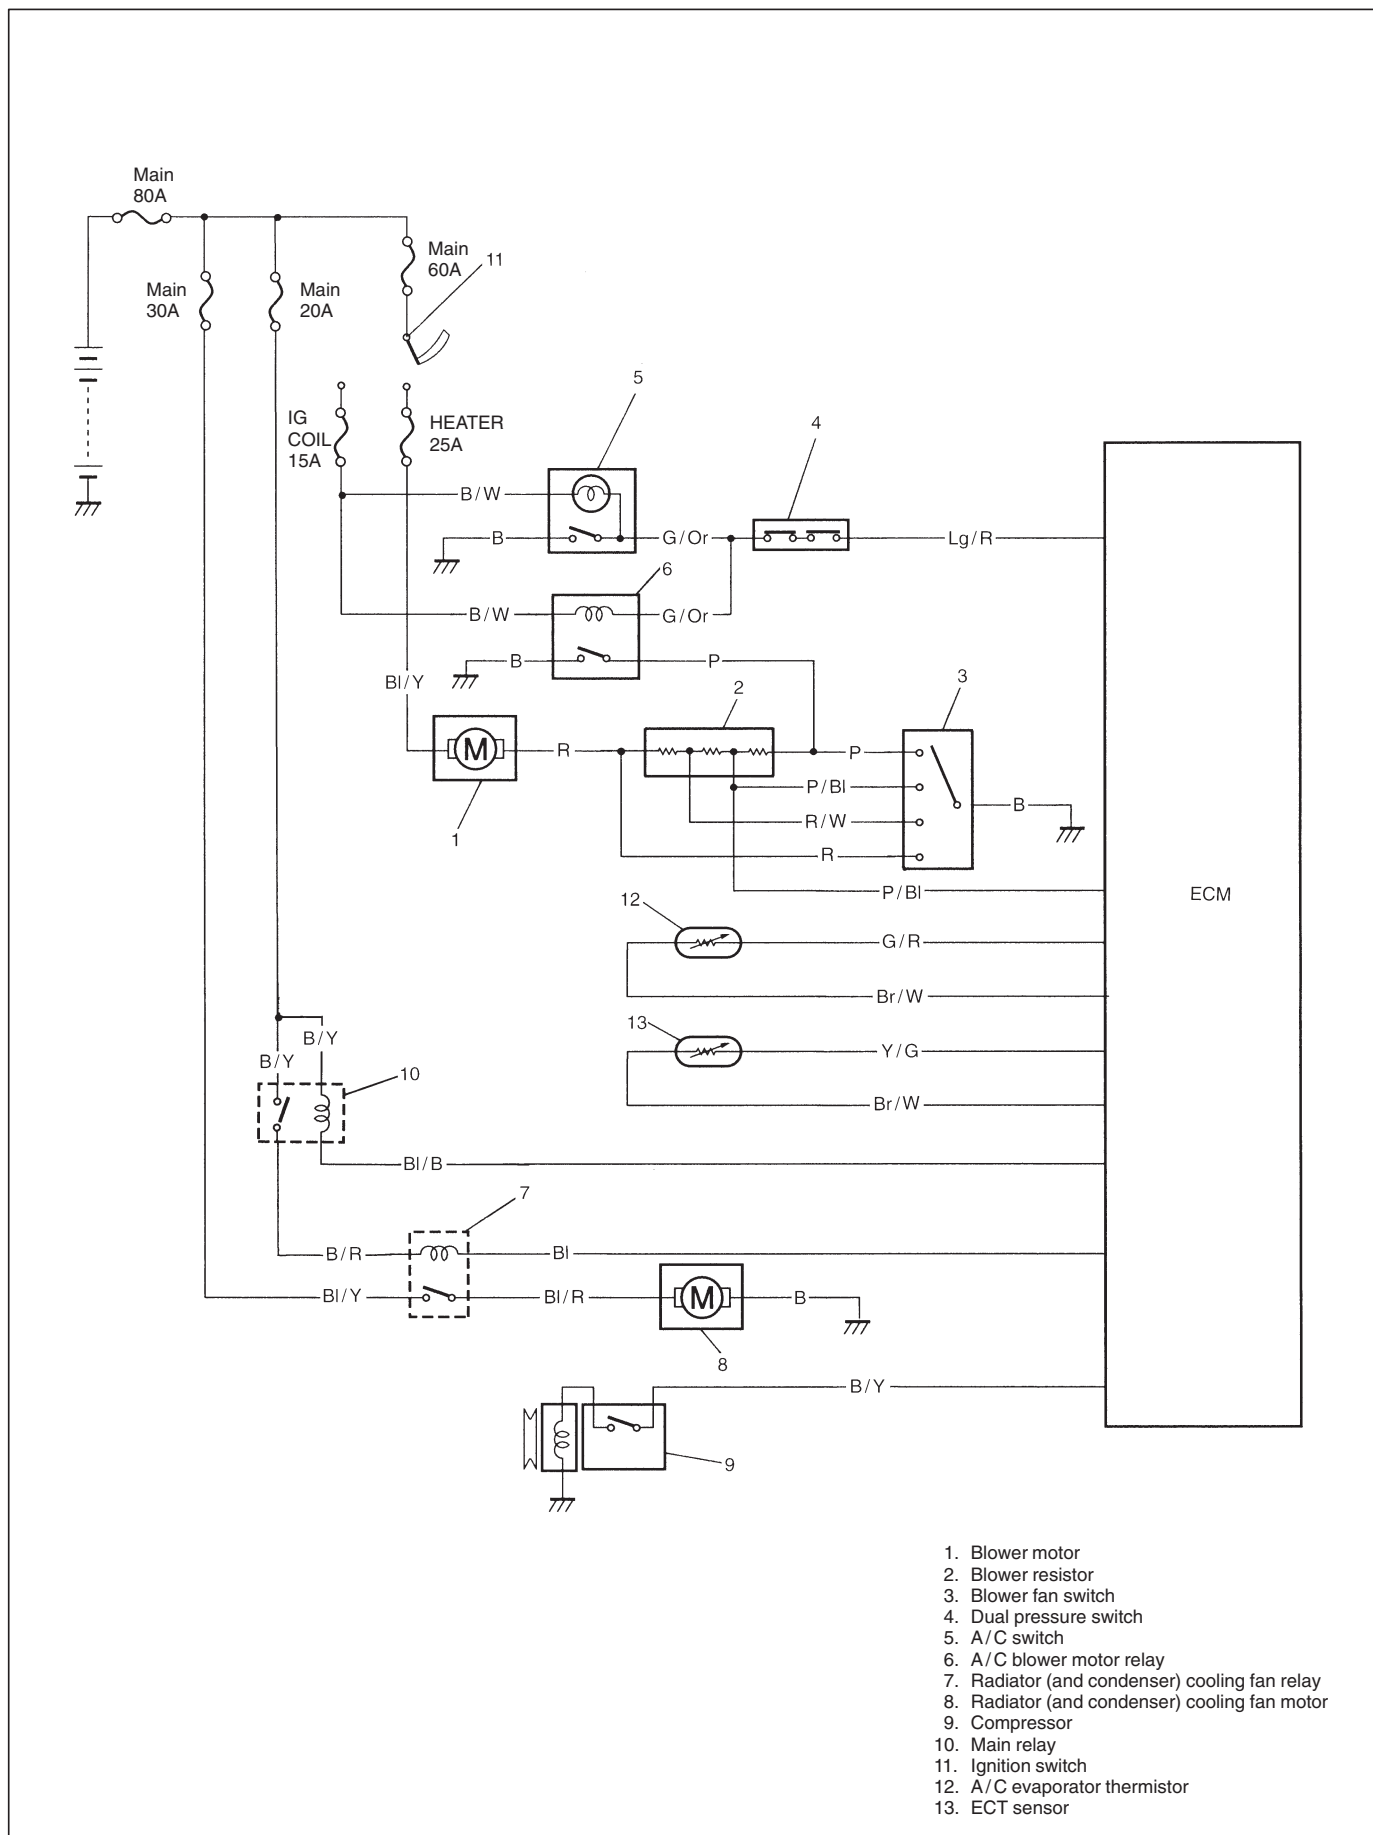 Main
80A
Main
60A
11
Main
30A
Main
20A
5
IG
COIL
15A
HEATER
25A
4
B/W
B
G/Or
Lg/R
6
B/W
G/Or
B
P
Bl/Y
2
3
M
R
P
P/Bl
B
R/W
1
R
P/Bl
ECM
12
G/R
Br/W
13
B/Y
Y/G
B/Y
10
Br/W
Bl/B
7
B/R
Bl
Bl/Y
Bl/R
M
B
8
B/Y
9
1. Blower motor
2. Blower resistor
3. Blower fan switch
4. Dual pressure switch
5. A/C switch
6. A/C blower motor relay
7. Radiator (and condenser) cooling fan relay
8. Radiator (and condenser) cooling fan motor
9. Compressor
10. Main relay
11. Ignition switch
12. A/C evaporator thermistor
13. ECT sensor